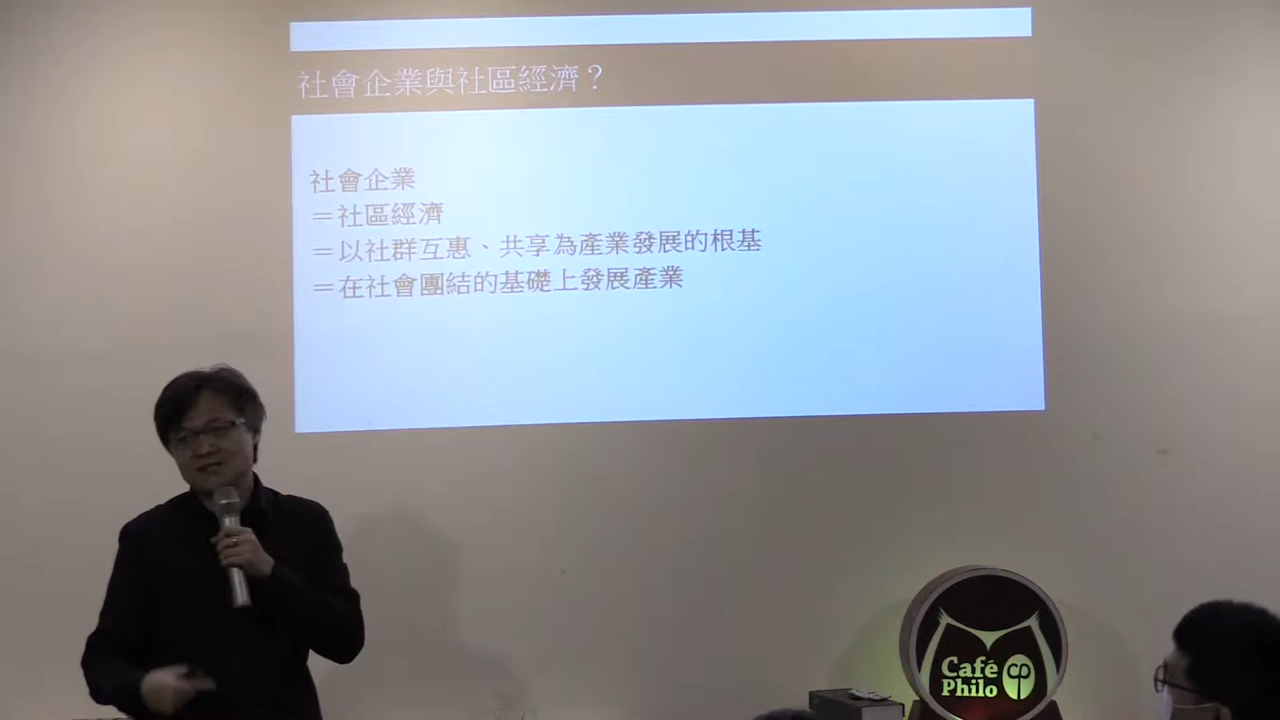 社會企業與社區經濟？
社會企業
＝社區經濟
＝以社群互惠、共享為產業發展的根基
＝在社會團結的基礎上發展產業
Café
Philo
cp